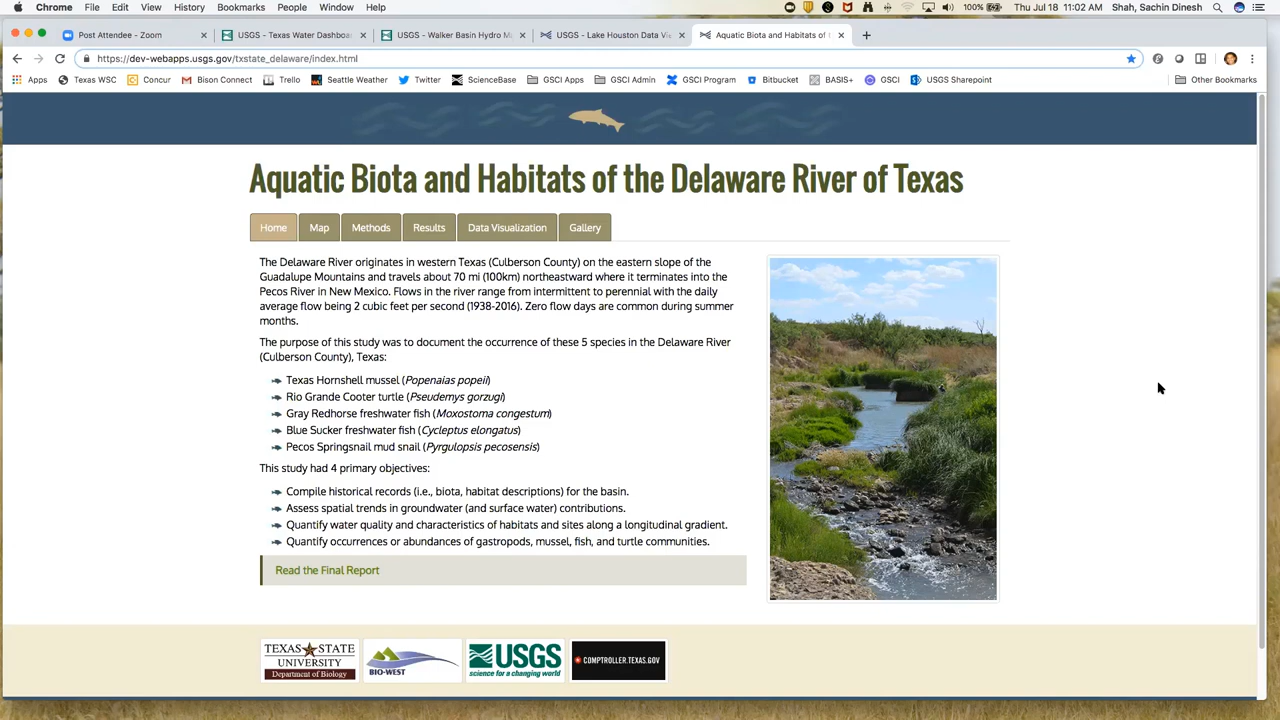 Chrome File Edit View History Bookmarks People Window Help 100% Thu Jul 18 11:02 AM Shah, Sachin Dinesh
Post Attendee - Zoom × USGS - Texas Water Dashboa × USGS - Walker Basin Hydro M × USGS - Lake Houston Data Vi × Aquatic Biota and Habitats of × +
https://dev-webapps.usgs.gov/txstate_delaware/index.html
Apps Texas WSC Concur Bison Connect Trello Seattle Weather Twitter ScienceBase GSCI Apps GSCI Admin GSCI Program Bitbucket BASIS+ GSCI USGS Sharepoint Other Bookmarks
Aquatic Biota and Habitats of the Delaware River of Texas
Home Map Methods Results Data Visualization Gallery
The Delaware River originates in western Texas (Culberson County) on the eastern slope of the
Guadalupe Mountains and travels about 70 mi (100km) northeastward where it terminates into the
Pecos River in New Mexico. Flows in the river range from intermittent to perennial with the daily
average flow being 2 cubic feet per second (1938-2016). Zero flow days are common during summer
months.
The purpose of this study was to document the occurrence of these 5 species in the Delaware River
(Culberson County), Texas:
Texas Hornshell mussel (Popenaias popeii)
Rio Grande Cooter turtle (Pseudemys gorzugi)
Gray Redhorse freshwater fish (Moxostoma congestum)
Blue Sucker freshwater fish (Cycleptus elongatus)
Pecos Springsnail mud snail (Pyrgulopsis pecosensis)
This study had 4 primary objectives:
Compile historical records (i.e., biota, habitat descriptions) for the basin.
Assess spatial trends in groundwater (and surface water) contributions.
Quantify water quality and characteristics of habitats and sites along a longitudinal gradient.
Quantify occurrences or abundances of gastropods, mussel, fish, and turtle communities.
Read the Final Report
TEXAS STATE
UNIVERSITY
Department of Biology
BIO-WEST
USGS
science for a changing world
COMPTROLLER.TEXAS.GOV